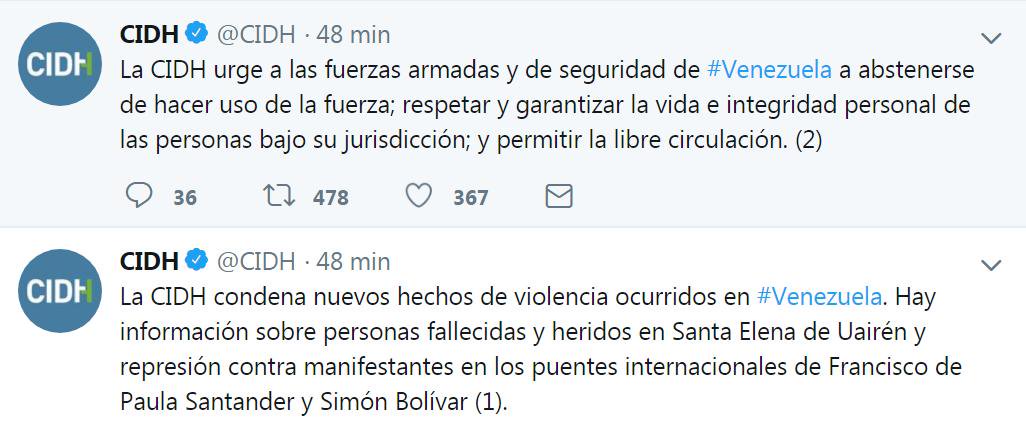 CIDH @CIDH · 48 min
CIDH
La CIDH urge a las fuerzas armadas y de seguridad de #Venezuela a abstenerse
de hacer uso de la fuerza; respetar y garantizar la vida e integridad personal de
las personas bajo su jurisdicción; y permitir la libre circulación. (2)
36 478 367
CIDH @CIDH · 48 min
CIDH
La CIDH condena nuevos hechos de violencia ocurridos en #Venezuela. Hay
información sobre personas fallecidas y heridos en Santa Elena de Uairén y
represión contra manifestantes en los puentes internacionales de Francisco de
Paula Santander y Simón Bolívar (1).